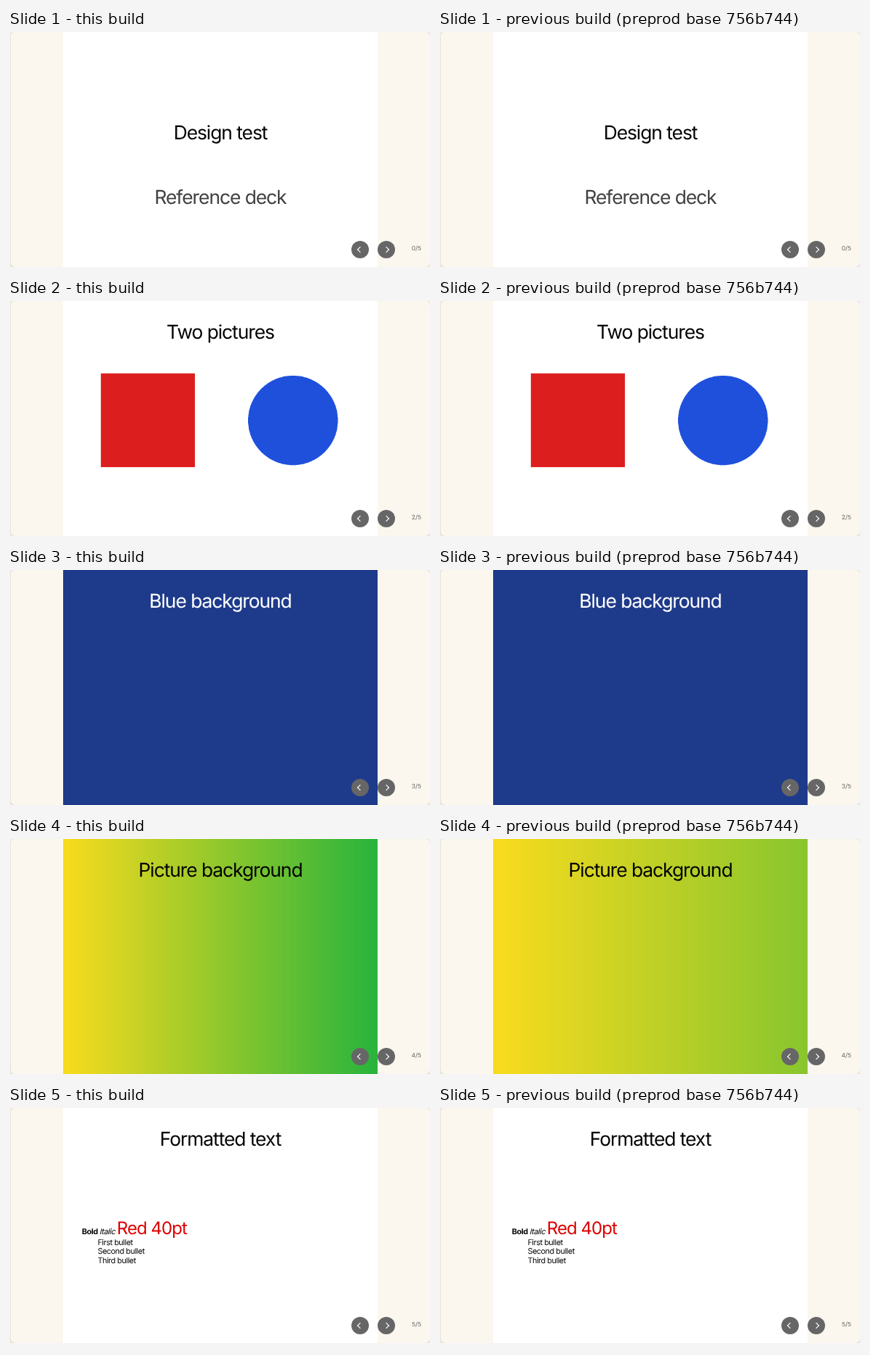 Slide 1 - this build
Slide 1 - previous build (preprod base 756b744)
Design test
Reference deck
0/5
Design test
Reference deck
0/5
Slide 2 - this build
Slide 2 - previous build (preprod base 756b744)
Two pictures
2/5
Two pictures
2/5
Slide 3 - this build
Slide 3 - previous build (preprod base 756b744)
Blue background
3/5
Blue background
3/5
Slide 4 - this build
Slide 4 - previous build (preprod base 756b744)
Picture background
4/5
Picture background
4/5
Slide 5 - this build
Slide 5 - previous build (preprod base 756b744)
Formatted text
Bold Italic Red 40pt
First bullet
Second bullet
Third bullet
5/5
Formatted text
Bold Italic Red 40pt
First bullet
Second bullet
Third bullet
5/5